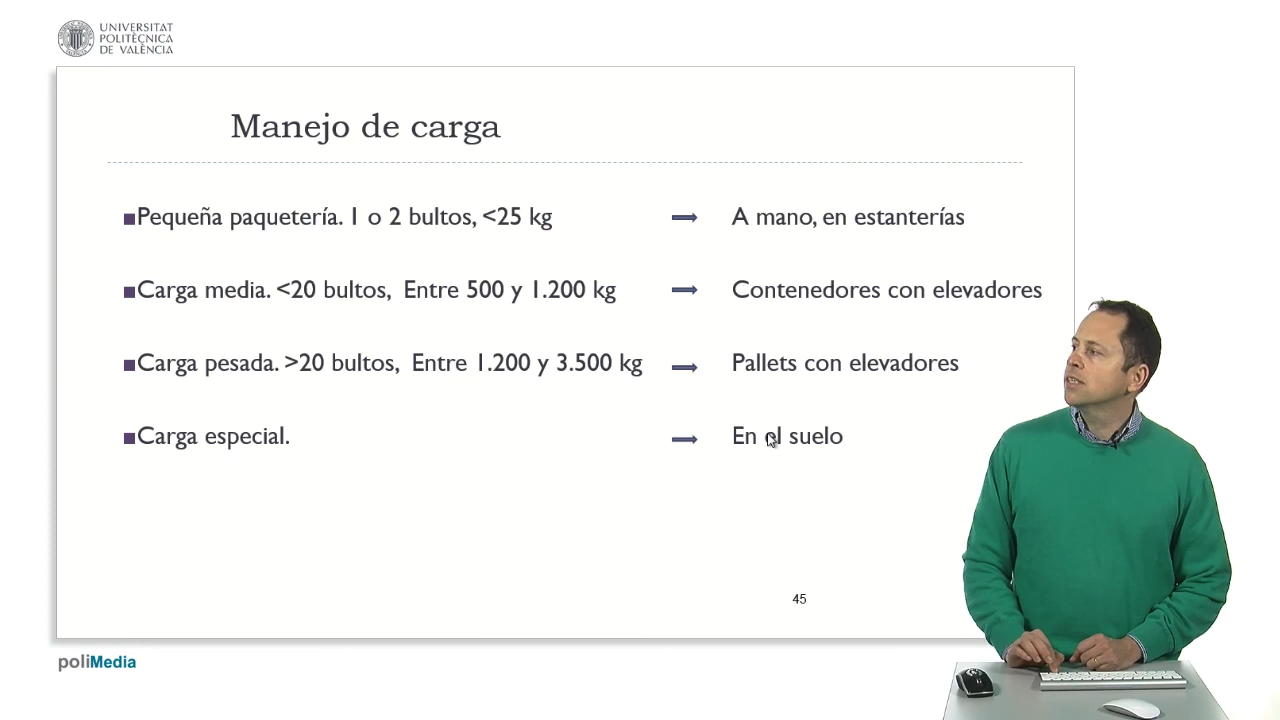 UNIVERSITAT
POLITÈCNICA
DE VALÈNCIA
Manejo de carga
Pequeña paquetería. 1 o 2 bultos, <25 kg → A mano, en estanterías
Carga media. <20 bultos, Entre 500 y 1.200 kg → Contenedores con elevadores
Carga pesada. >20 bultos, Entre 1.200 y 3.500 kg → Pallets con elevadores
Carga especial. → En el suelo
45
poliMedia